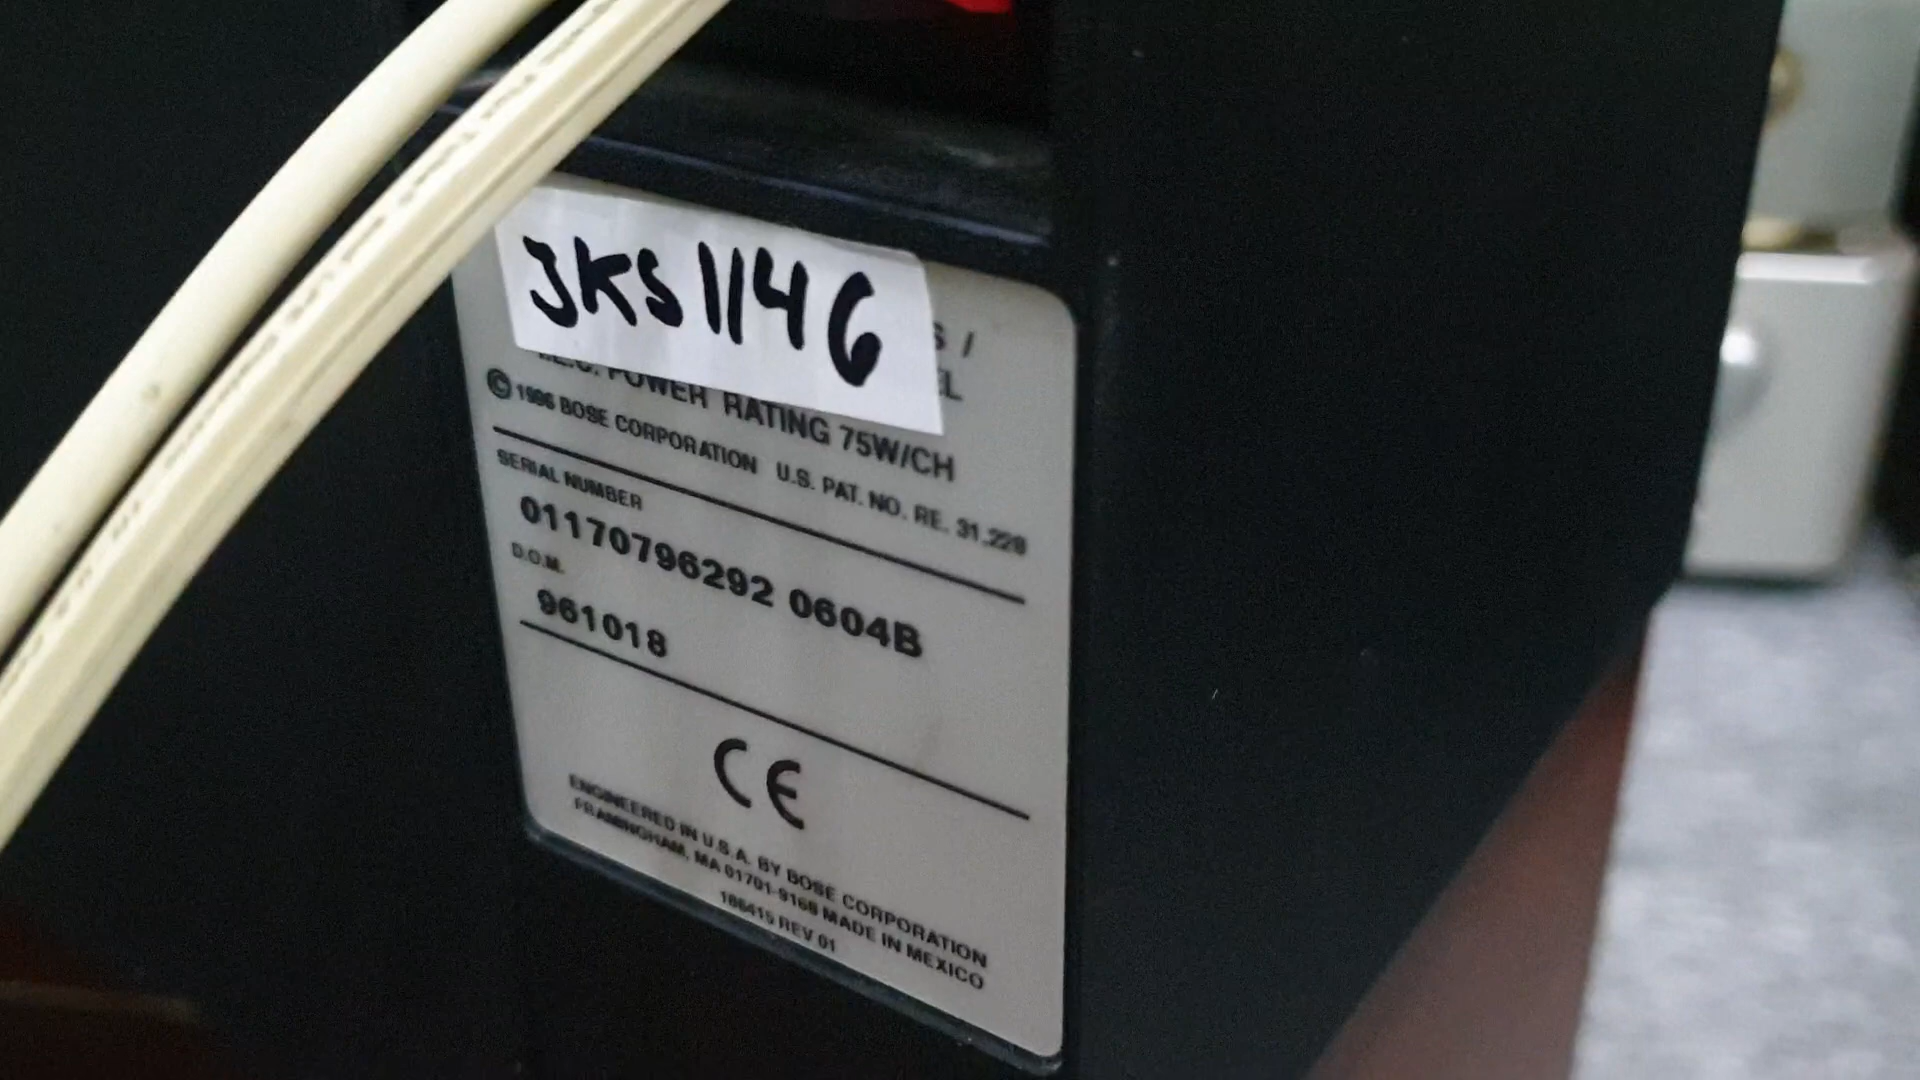 JKS1146
S /
EL
POWER RATING 75W/CH
© 1996 BOSE CORPORATION U.S. PAT. NO. RE. 31.228
SERIAL NUMBER
01170796292 0604B
D.O.M.
961018
CE
ENGINEERED IN U.S.A. BY BOSE CORPORATION
FRAMINGHAM, MA 01701-9168 MADE IN MEXICO
186415 REV 01